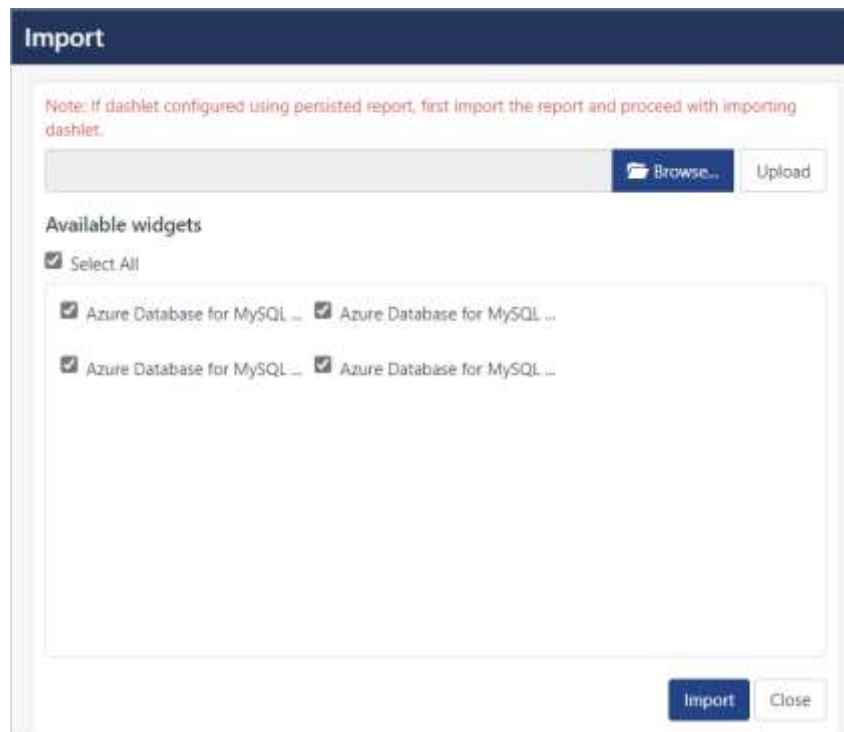 Import
Note: If dashlet configured using persisted report, first import the report and proceed with importing
dashlet.
Browse... Upload
Available widgets
Select All
Azure Database for MySQL ... Azure Database for MySQL ...
Azure Database for MySQL ... Azure Database for MySQL ...
Import Close